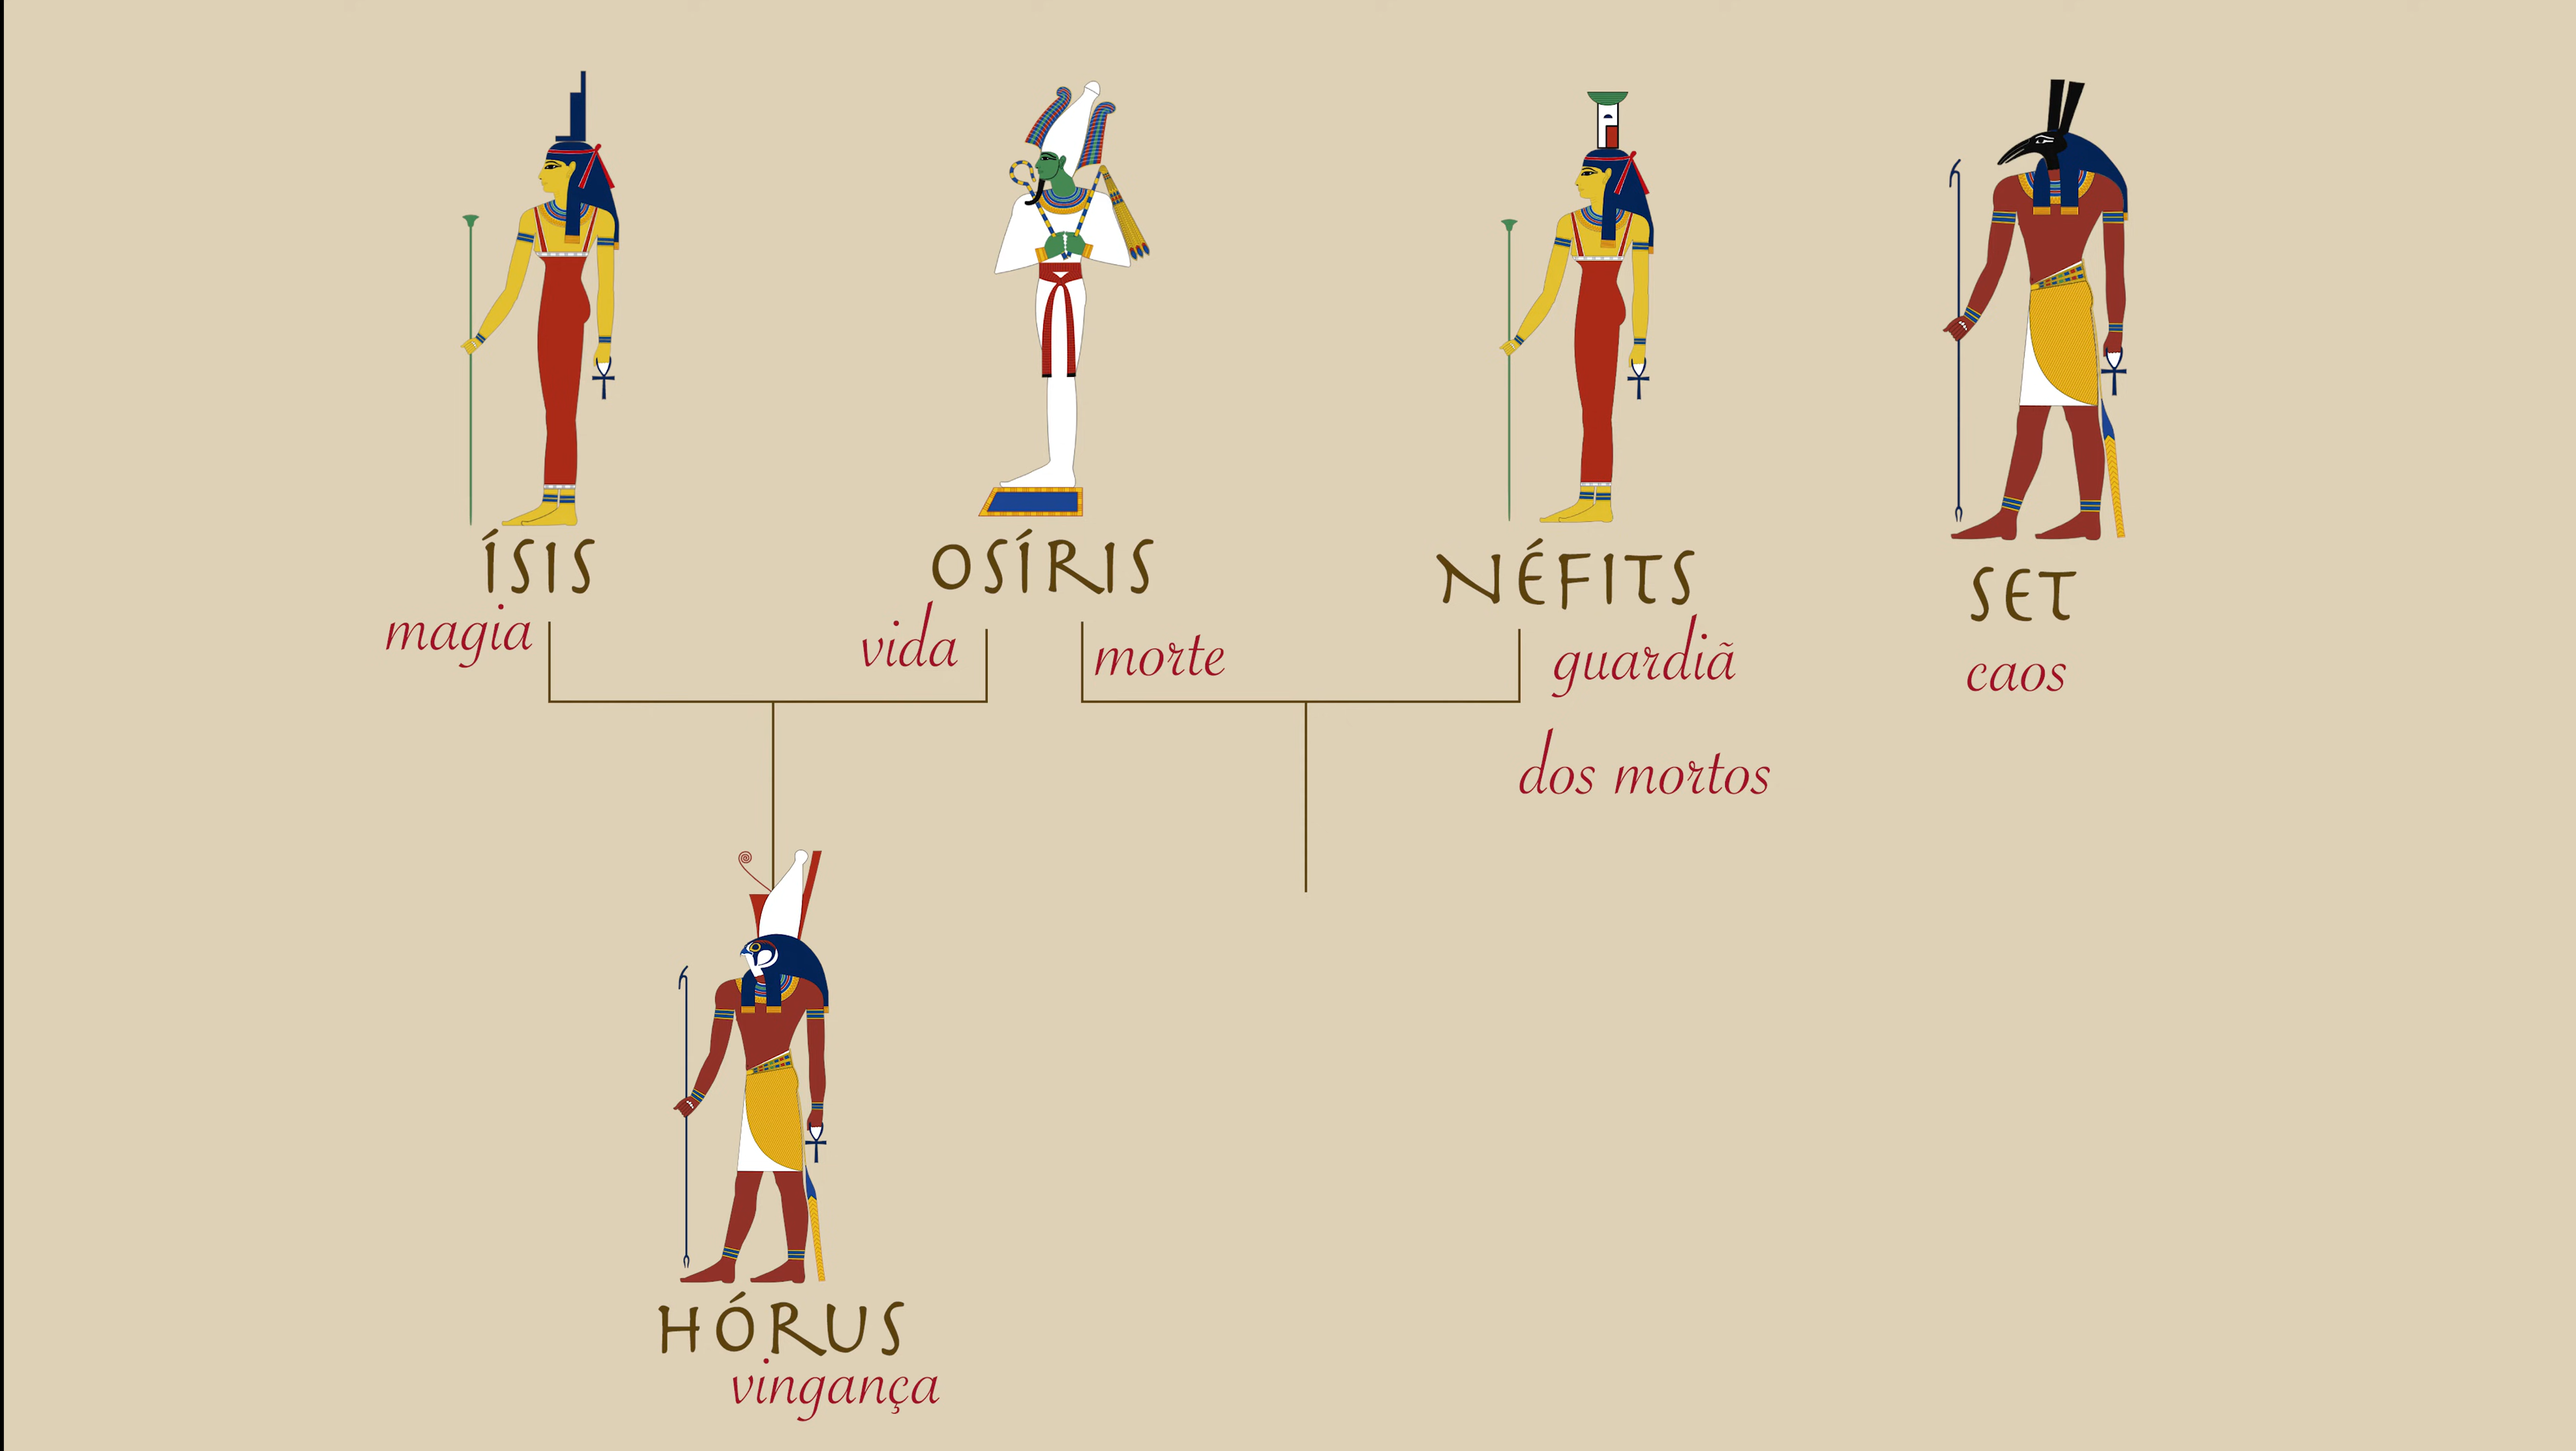 ÍSIS
OSÍRIS
NÉFITS
SET
magia
vida
morte
guardiã
dos mortos
caos
HÓRUS
vingança